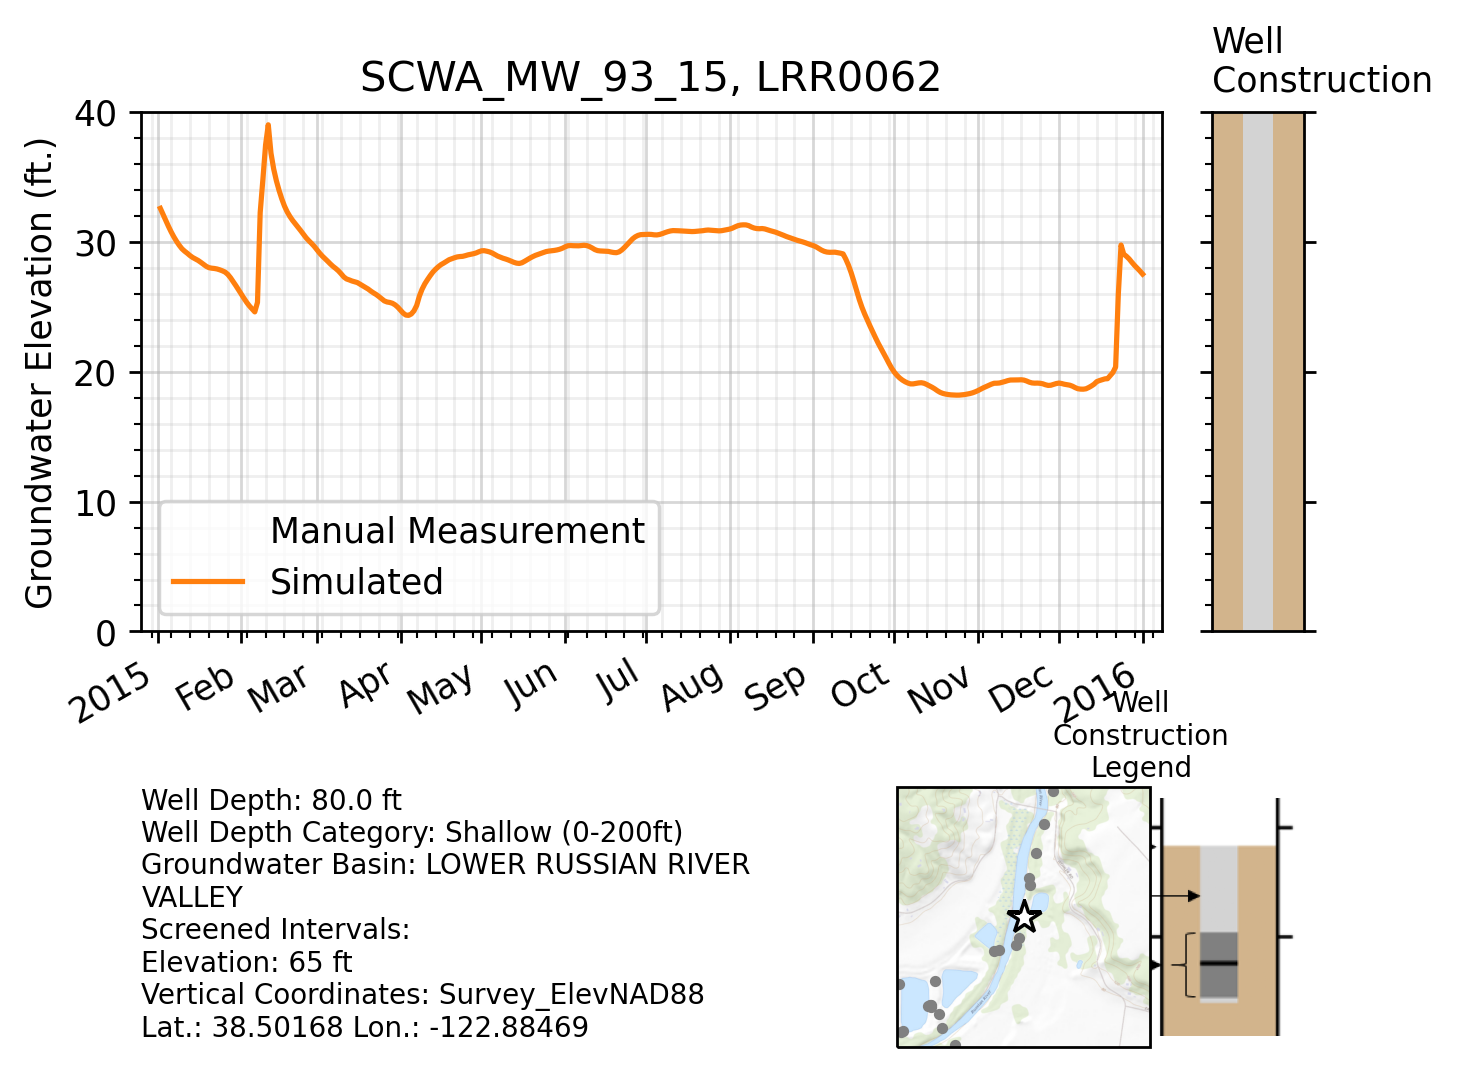 Well
Construction
SCWA_MW_93_15, LRR0062
Groundwater Elevation (ft.)
40
30
20
10
0
Manual Measurement
Simulated
2015
Feb
Mar
Apr
May
Jun
Jul
Aug
Sep
Oct
Nov
Dec
2016
Well
Construction
Legend
Well Depth: 80.0 ft
Well Depth Category: Shallow (0-200ft)
Groundwater Basin: LOWER RUSSIAN RIVER
VALLEY
Screened Intervals:
Elevation: 65 ft
Vertical Coordinates: Survey_ElevNAD88
Lat.: 38.50168 Lon.: -122.88469